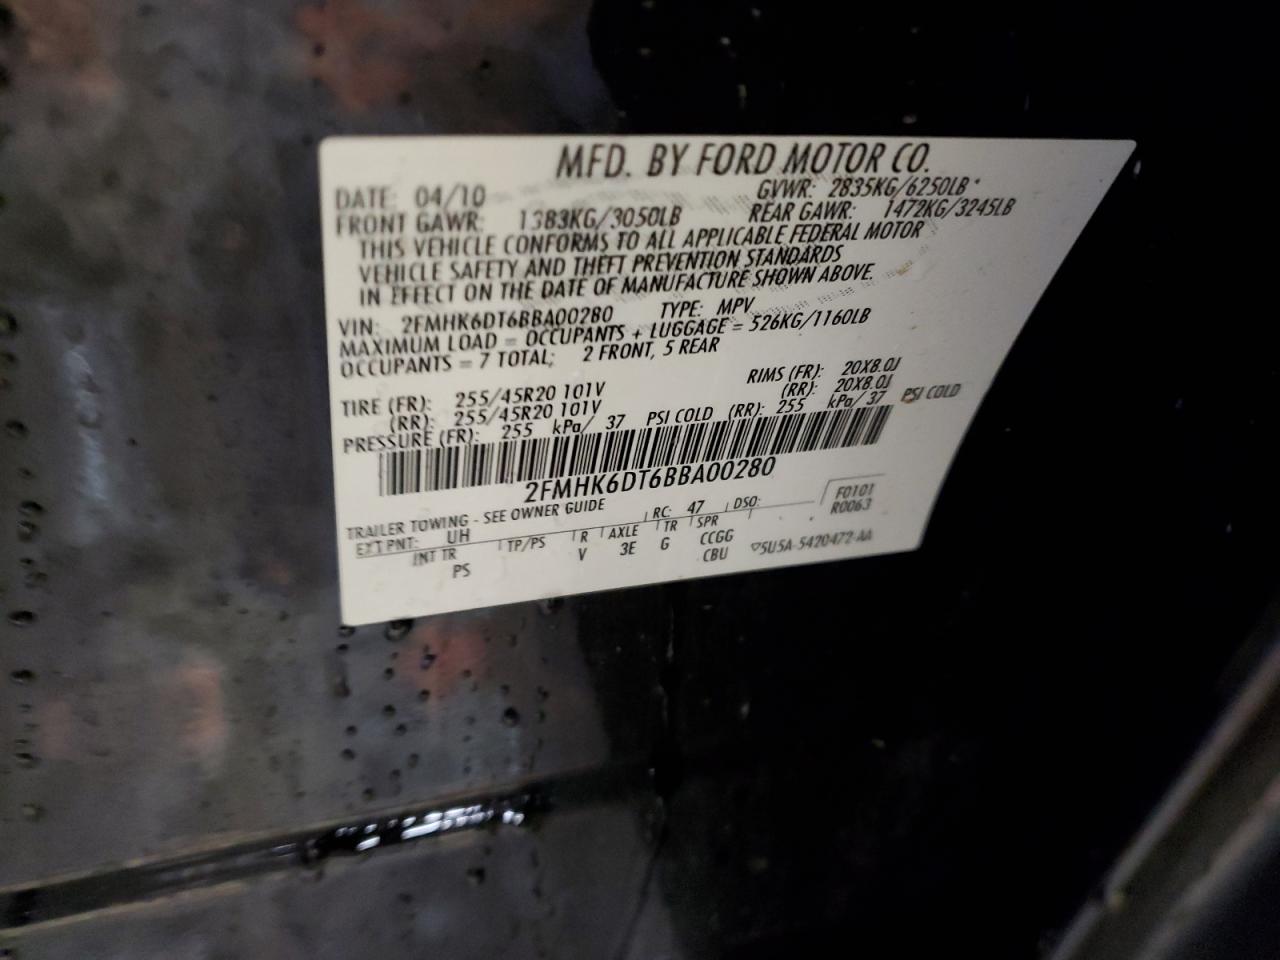 MFD. BY FORD MOTOR CO.
DATE: 04/10 GVWR: 2835KG/6250LB*
FRONT GAWR: 1383KG/3050LB REAR GAWR: 1472KG/3245LB
THIS VEHICLE CONFORMS TO ALL APPLICABLE FEDERAL MOTOR
VEHICLE SAFETY AND THEFT PREVENTION STANDARDS
IN EFFECT ON THE DATE OF MANUFACTURE SHOWN ABOVE.
VIN: 2FMHK6DT6BBA00280 TYPE: MPV
MAXIMUM LOAD = OCCUPANTS + LUGGAGE = 526KG/1160LB
OCCUPANTS = 7 TOTAL; 2 FRONT, 5 REAR
TIRE (FR): 255/45R20 101V RIMS (FR): 20X8.0J
(RR): 255/45R20 101V (RR): 20X8.0J
PRESSURE (FR): 255 kPa/ 37 PSI COLD (RR): 255 kPa/ 37 PSI COLD
2FMHK6DT6BBA00280
TRAILER TOWING - SEE OWNER GUIDE
EXT PNT: UH RC: 47 DSO: F0101
R0063
INT TR TP/PS R AXLE TR SPR
PS V 3E G CCGG
CBU
▽5U5A-5420472-AA